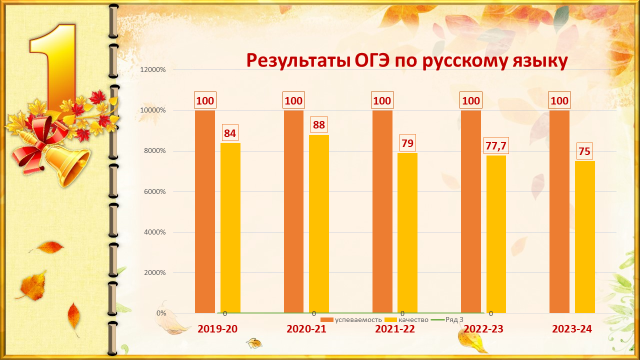 1
Результаты ОГЭ по русскому языку
12000%
10000%
8000%
6000%
4000%
2000%
0%
100 84 100 88 100 79 100 77,7 100 75
0 0 0 0
успеваемость качество Ряд 3
2019-20 2020-21 2021-22 2022-23 2023-24